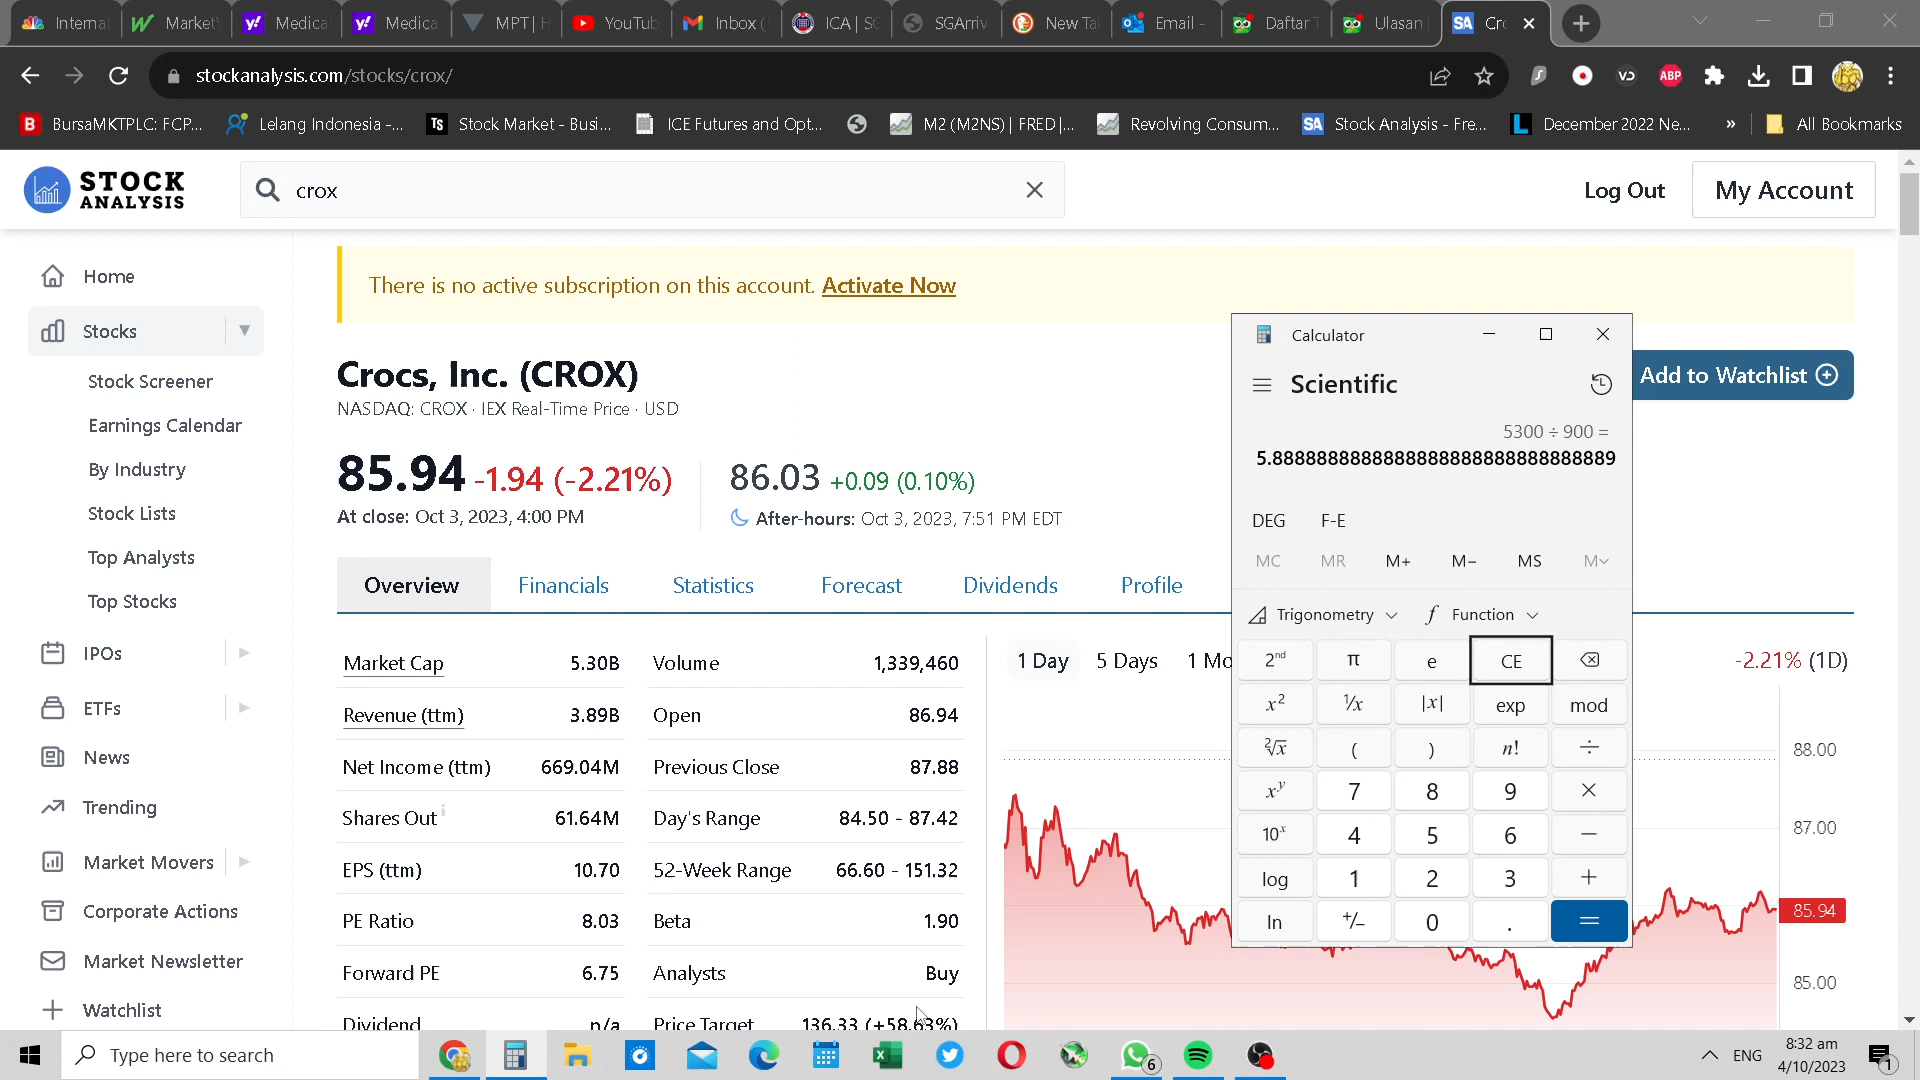 Interna
Market
Medica
Medica
MPT | H
YouTub
Inbox (
ICA | SC
SGArriv
New Ta
Email -
Daftar T
Ulasan
SA Cro
stockanalysis.com/stocks/crox/
ABP
B BursaMKTPLC: FCP...
Lelang Indonesia -...
Ts Stock Market - Busi...
ICE Futures and Opt...
M2 (M2NS) | FRED |...
Revolving Consum...
SA Stock Analysis - Fre...
L December 2022 Ne...
»
All Bookmarks
STOCK
ANALYSIS
crox
Log Out
My Account
Home
Stocks
Stock Screener
Earnings Calendar
By Industry
Stock Lists
Top Analysts
Top Stocks
IPOs
ETFs
News
Trending
Market Movers
Corporate Actions
Market Newsletter
Watchlist
There is no active subscription on this account. Activate Now
Crocs, Inc. (CROX)
NASDAQ: CROX · IEX Real-Time Price · USD
Add to Watchlist
85.94 -1.94 (-2.21%)
At close: Oct 3, 2023, 4:00 PM
86.03 +0.09 (0.10%)
After-hours: Oct 3, 2023, 7:51 PM EDT
Overview Financials Statistics Forecast Dividends Profile
Market Cap 5.30B Volume 1,339,460
Revenue (ttm) 3.89B Open 86.94
Net Income (ttm) 669.04M Previous Close 87.88
Shares Out 61.64M Day's Range 84.50 - 87.42
EPS (ttm) 10.70 52-Week Range 66.60 - 151.32
PE Ratio 8.03 Beta 1.90
Forward PE 6.75 Analysts Buy
Dividend n/a Price Target 136.33 (+58.63%)
1 Day 5 Days 1 Mo
-2.21% (1D)
88.00
87.00
85.94
85.00
Calculator
Scientific
5300 ÷ 900 =
5.8888888888888888888888888888889
DEG F-E
MC MR M+ M− MS M
Trigonometry Function
2nd π e CE
x2 1/x |x| exp mod
2√x ( ) n! ÷
xy 7 8 9 ×
10x 4 5 6 −
log 1 2 3 +
ln +/− 0 . =
Type here to search
6
ENG
8:32 am
4/10/2023
1